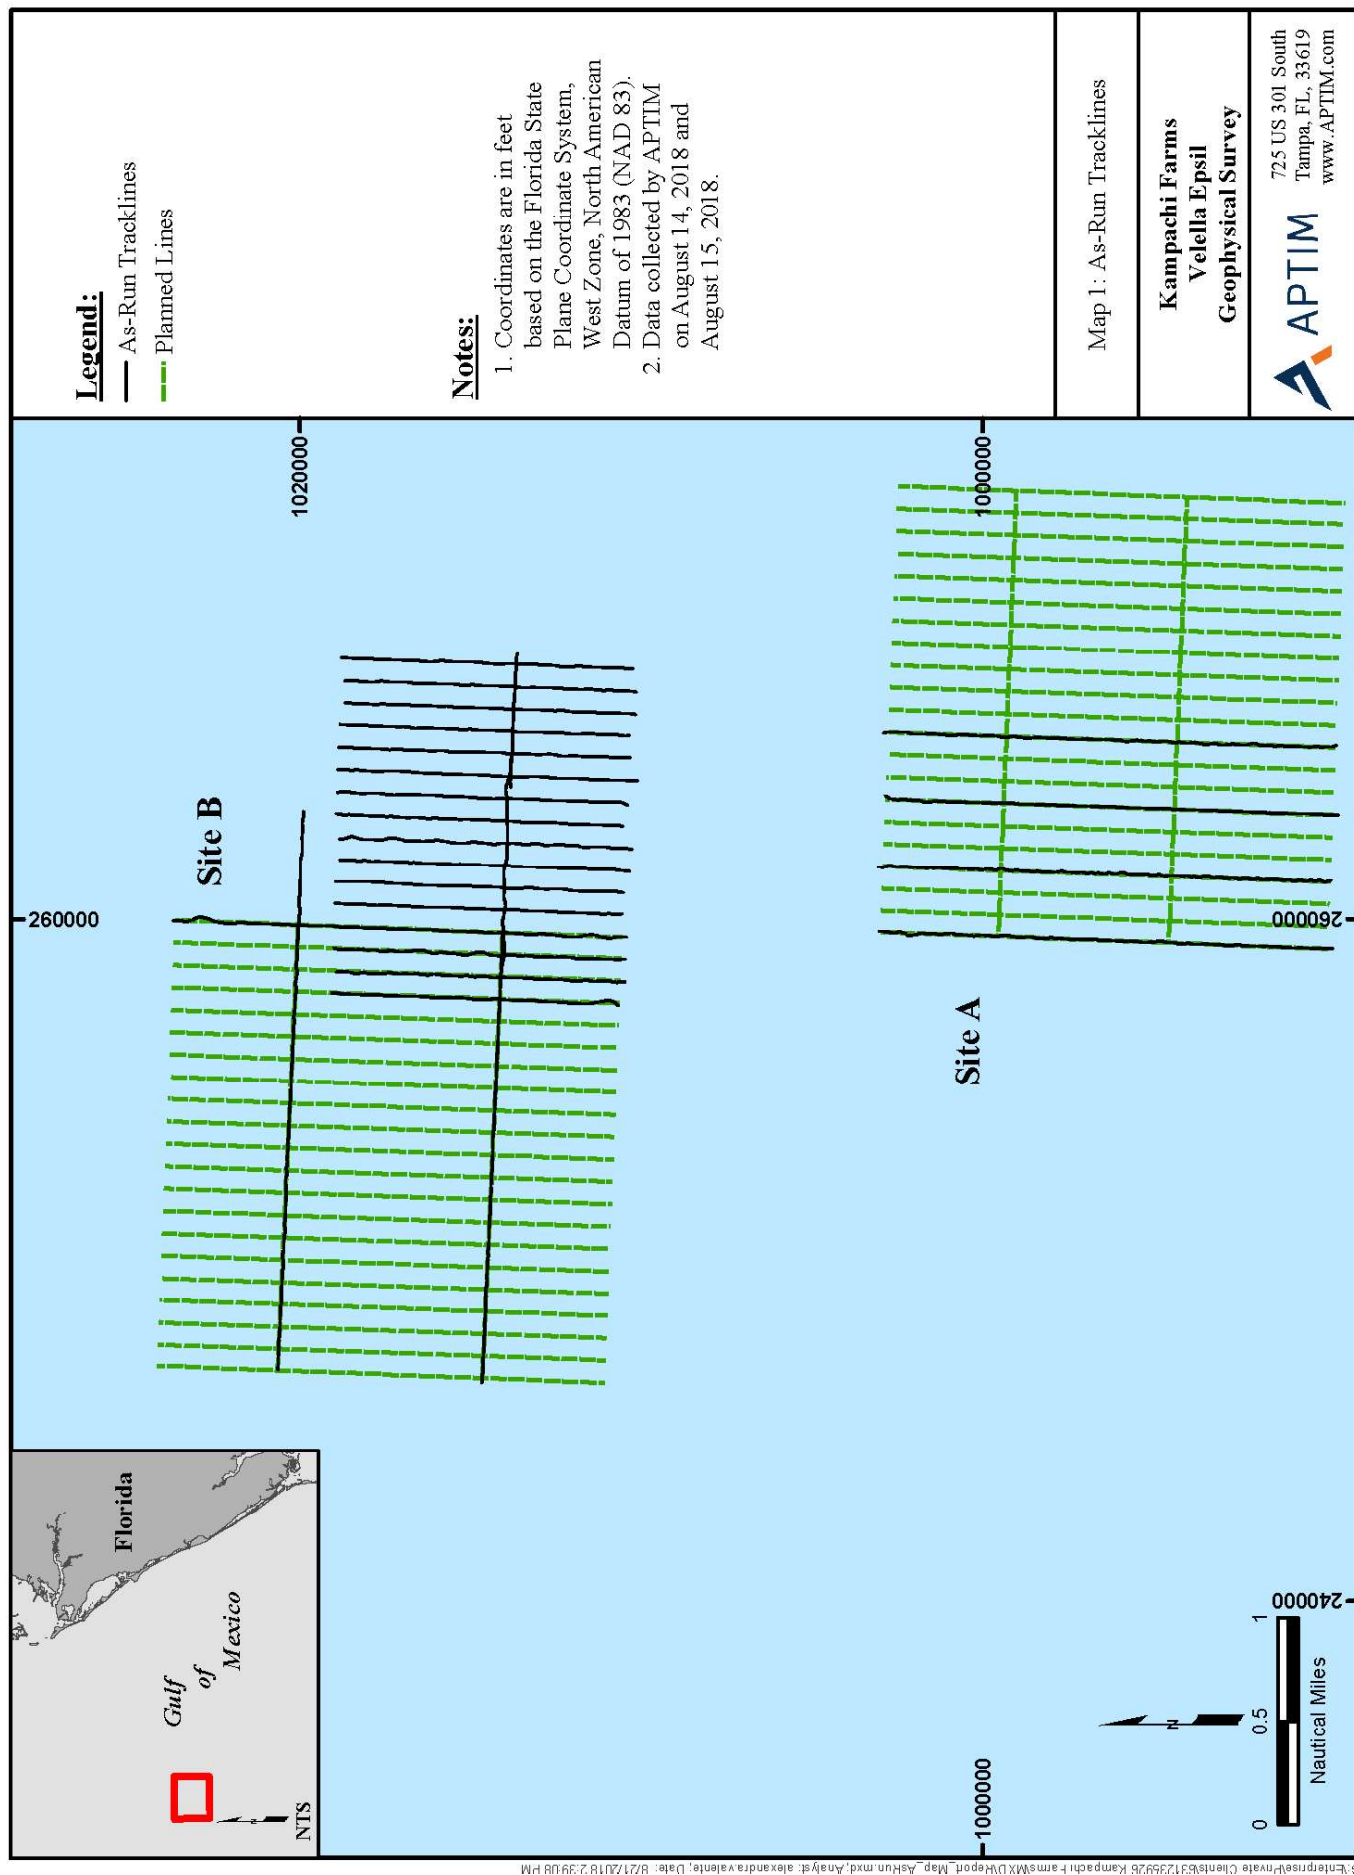 Florida
Gulf
of
Mexico
NTS
Site B
Site A
1020000
1000000
1000000
260000
260000
240000
0 0.5 1
Nautical Miles
N
N
Legend:
As-Run Tracklines
Planned Lines
Notes:
1. Coordinates are in feet
based on the Florida State
Plane Coordinate System,
West Zone, North American
Datum of 1983 (NAD 83).
2. Data collected by APTIM
on August 14, 2018 and
August 15, 2018.
Map 1: As-Run Tracklines
Kampachi Farms
Velella Epsil
Geophysical Survey
APTIM
725 US 301 South
Tampa, FL, 33619
www.APTIM.com